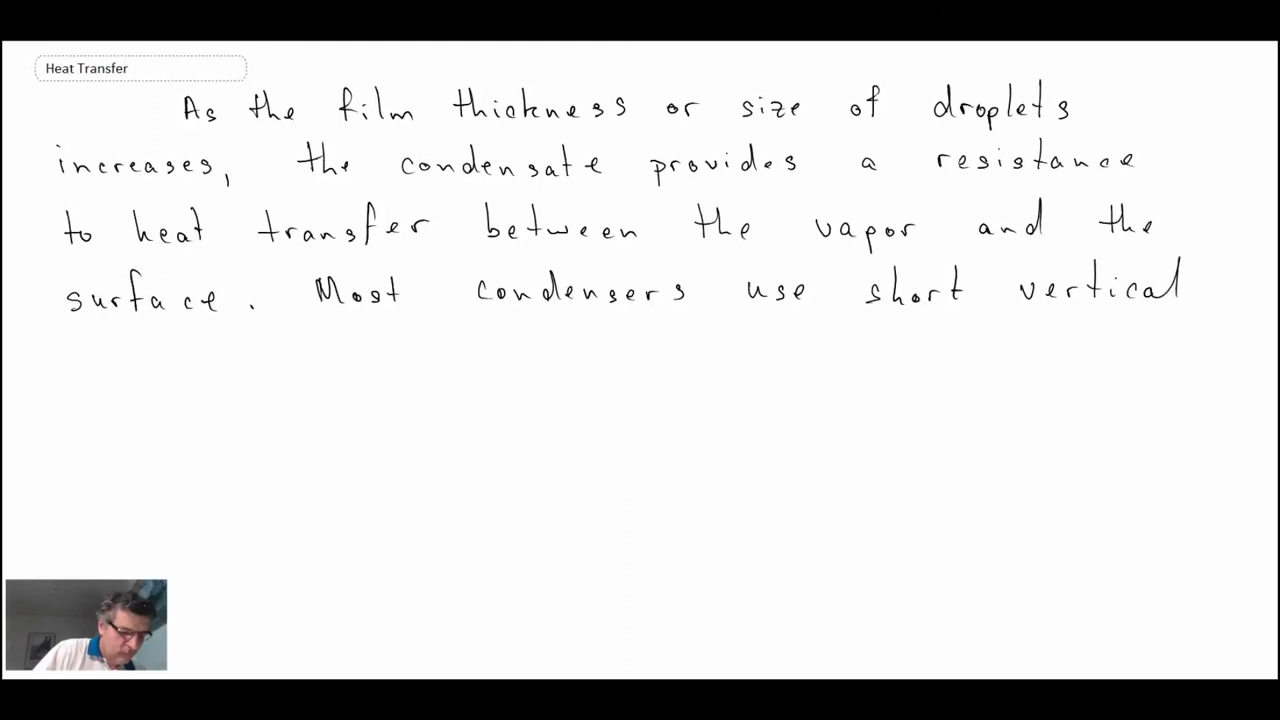 Heat Transfer
As the film thickness or size of droplets
increases, the condensate provides a resistance
to heat transfer between the vapor and the
surface. Most condensers use short vertical